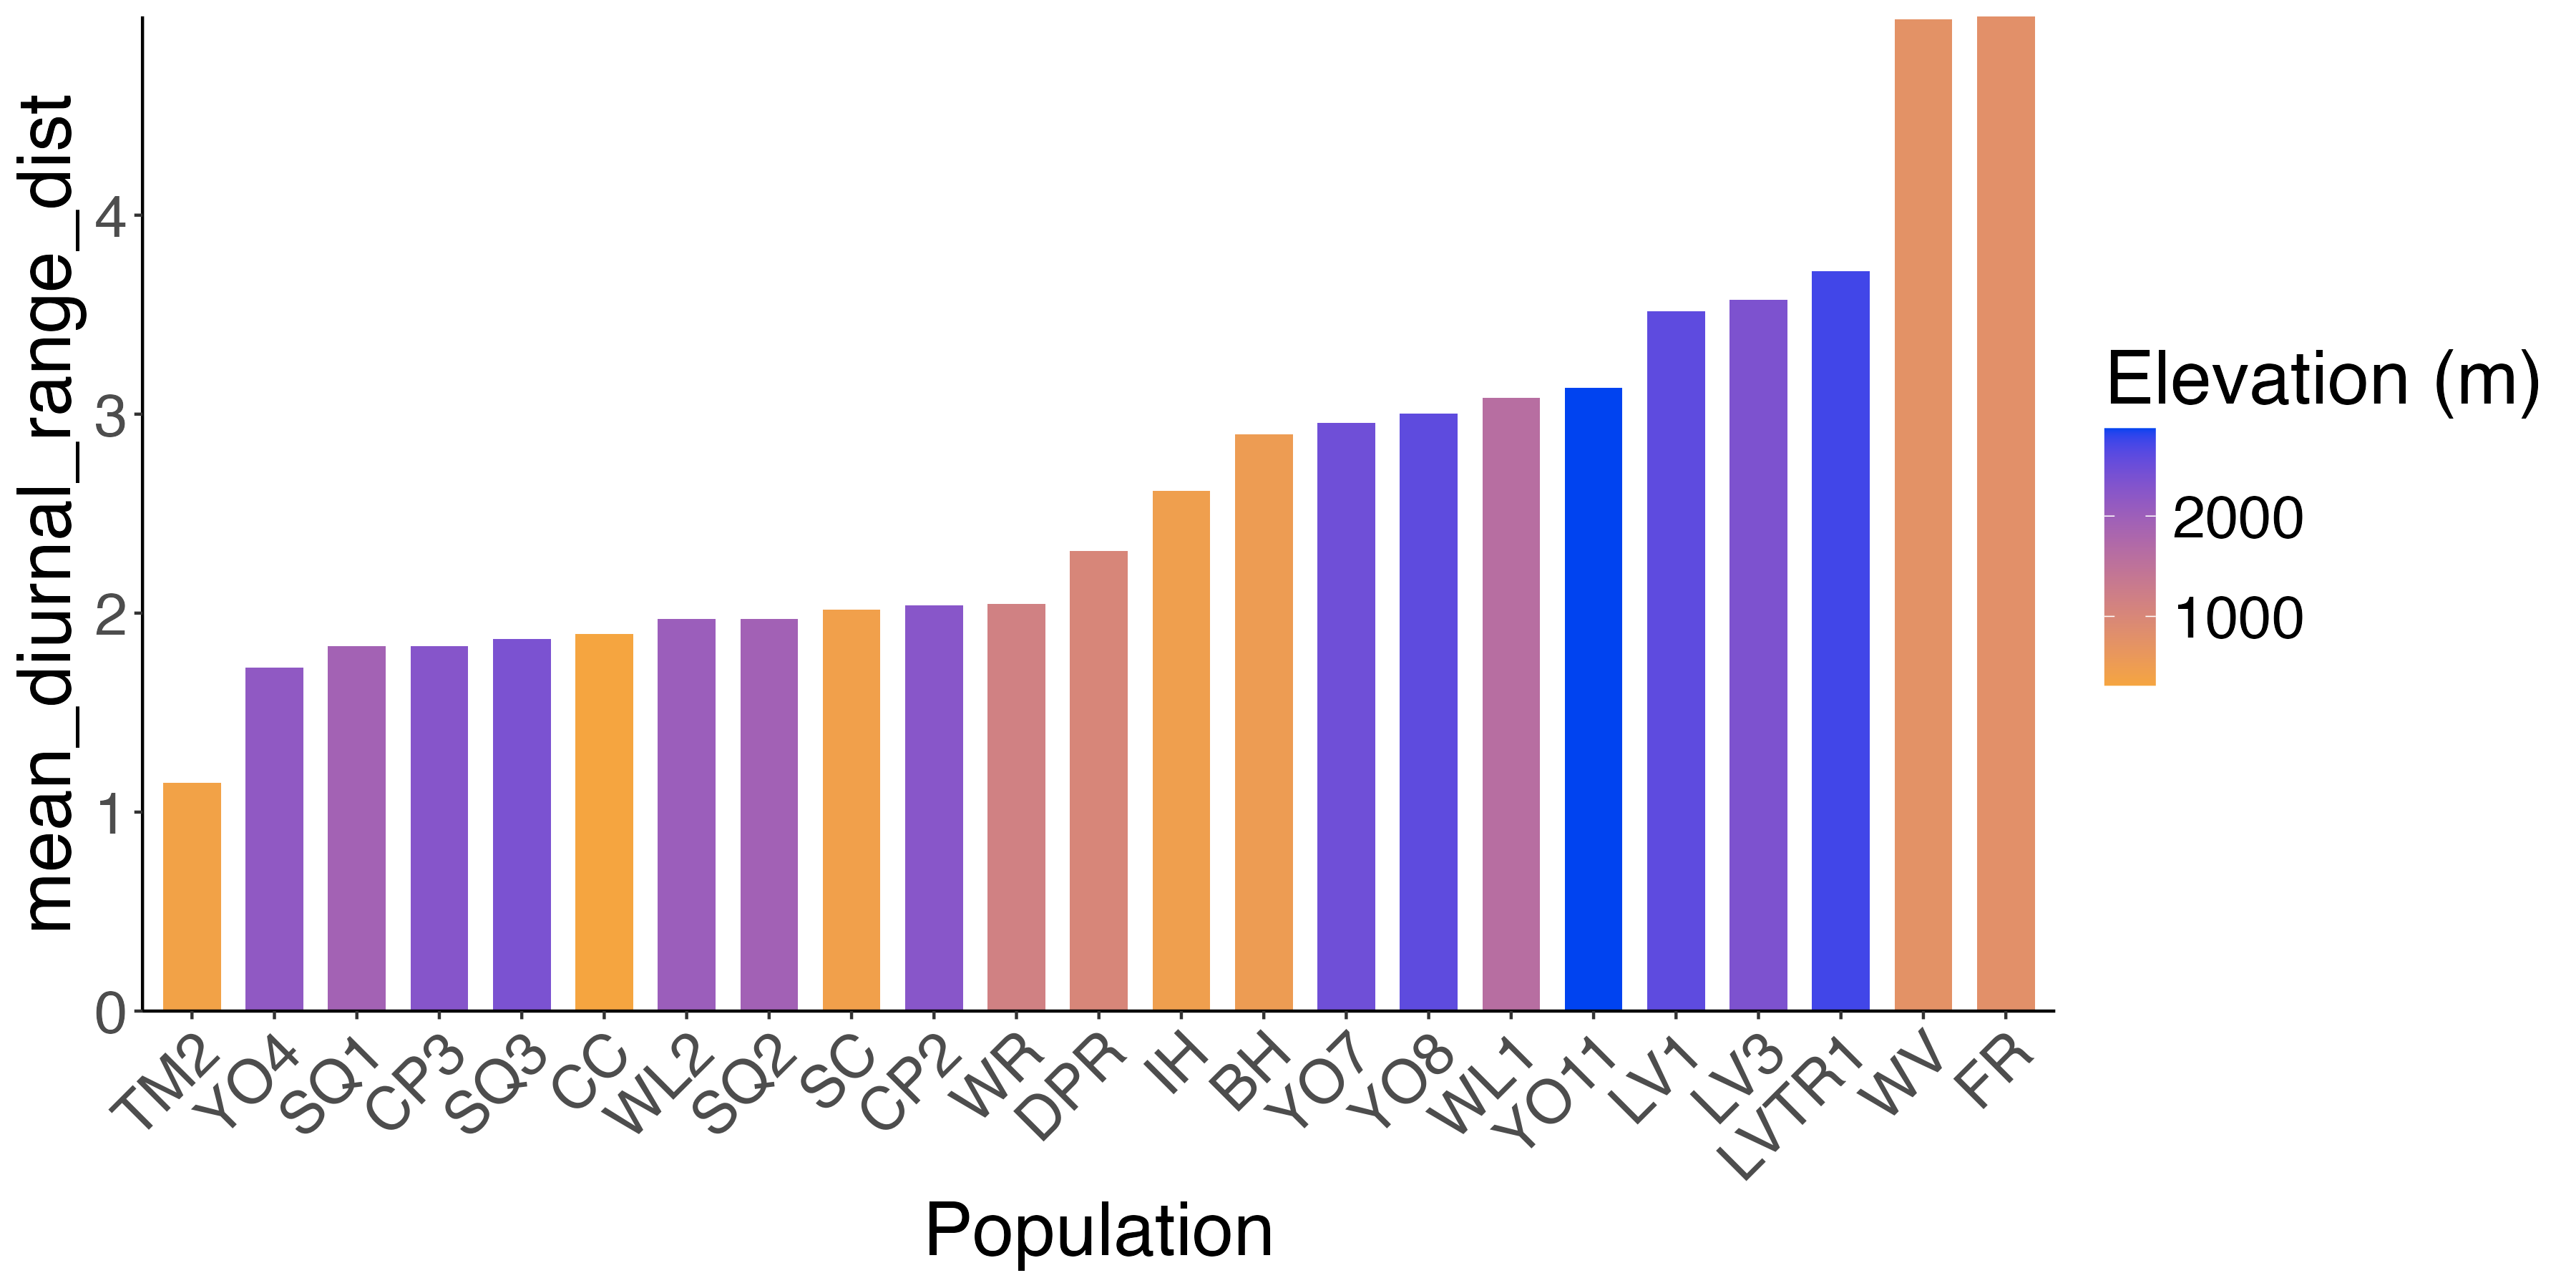 mean_diurnal_range_dist
4
3
2
1
0
TM2
YO4
SQ1
CP3
SQ3
CC
WL2
SQ2
SC
CP2
WR
DPR
IH
BH
YO7
YO8
WL1
YO11
LV1
LV3
LVTR1
WV
FR
Population
Elevation (m)
2000
1000